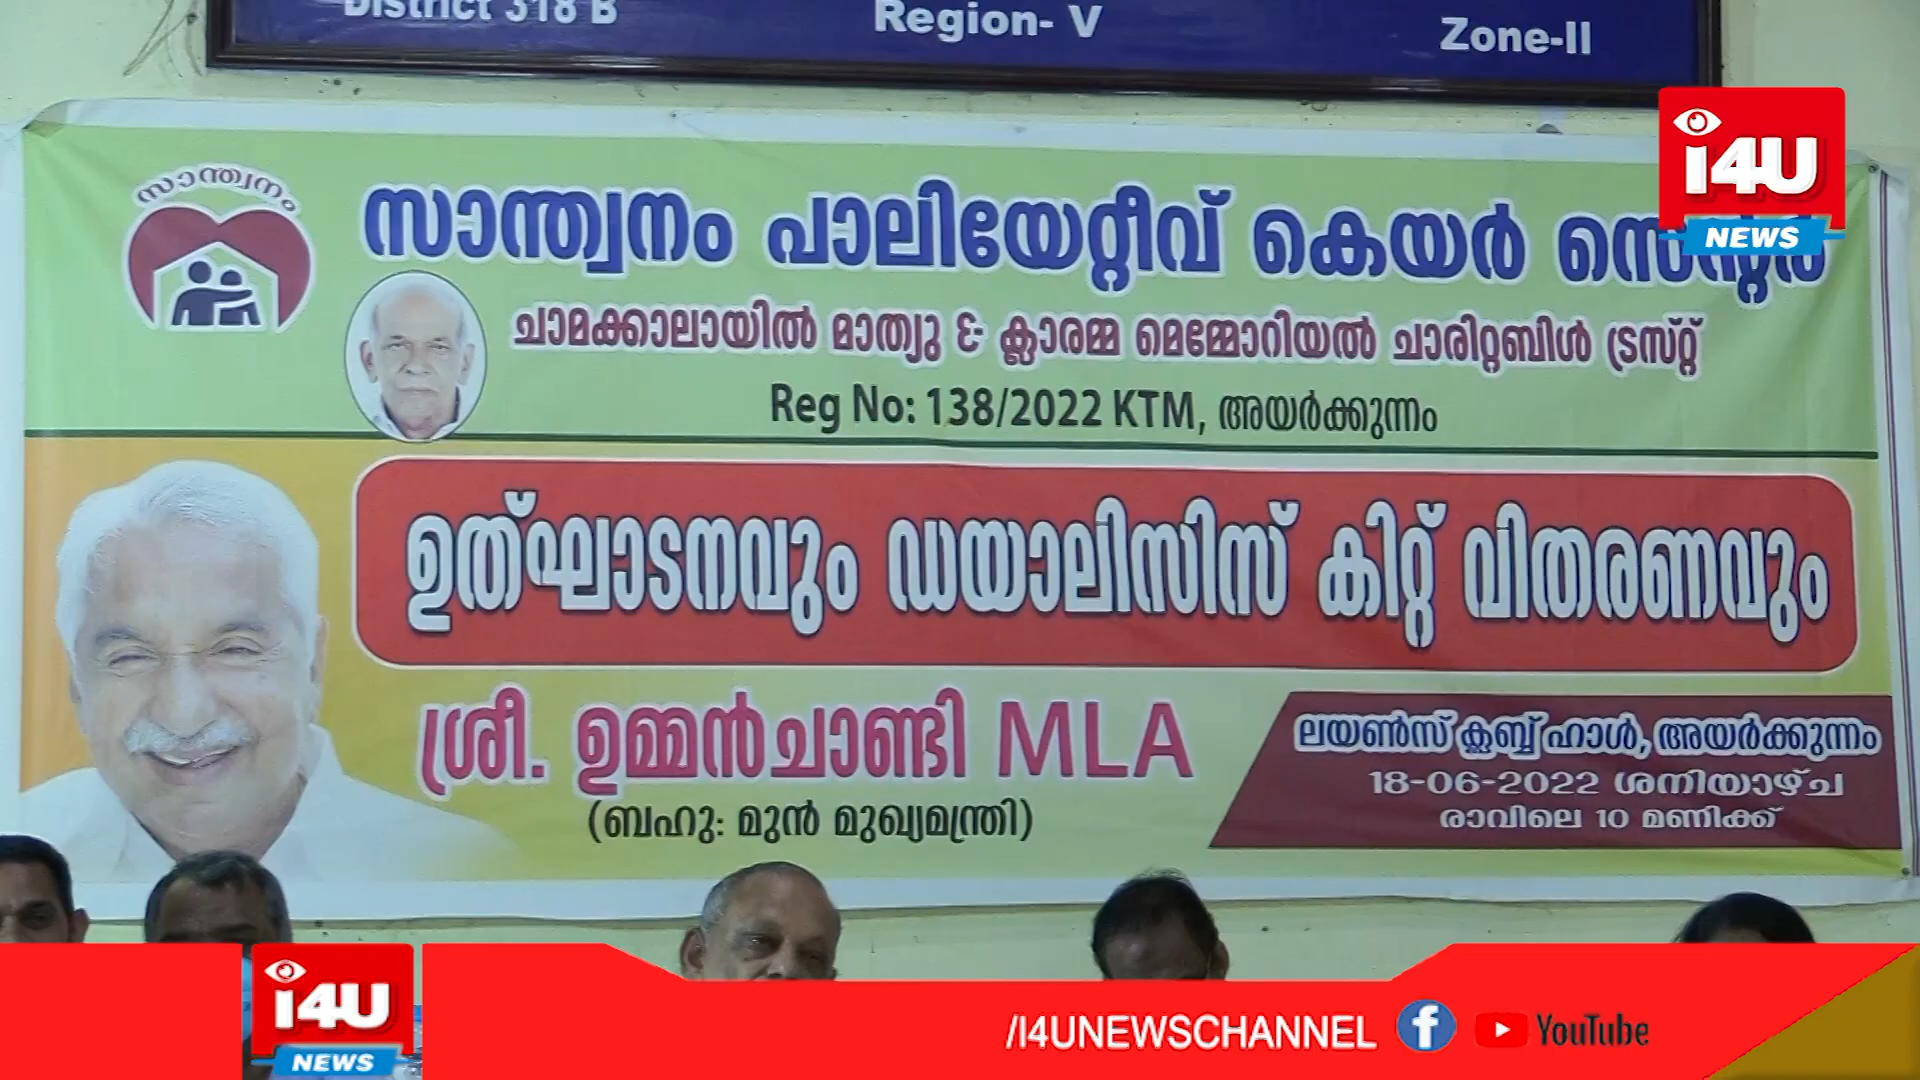 District 318 B
Region- V
Zone-II
i4U
NEWS
സാന്ത്വനം
സാന്ത്വനം പാലിയേറ്റീവ് കെയർ സെന്റർ
ചാമക്കാലായിൽ മാത്യു & ക്ലാരമ്മ മെമ്മോറിയൽ ചാരിറ്റബിൾ ട്രസ്റ്റ്
Reg No: 138/2022 KTM, അയർക്കുന്നം
ഉത്ഘാടനവും ഡയാലിസിസ് കിറ്റ് വിതരണവും
ശ്രീ. ഉമ്മൻചാണ്ടി MLA
(ബഹു: മുൻ മുഖ്യമന്ത്രി)
ലയൺസ് ക്ലബ്ബ് ഹാൾ, അയർക്കുന്നം
18-06-2022 ശനിയാഴ്ച
രാവിലെ 10 മണിക്ക്
i4U
NEWS
/I4UNEWSCHANNEL
YouTube